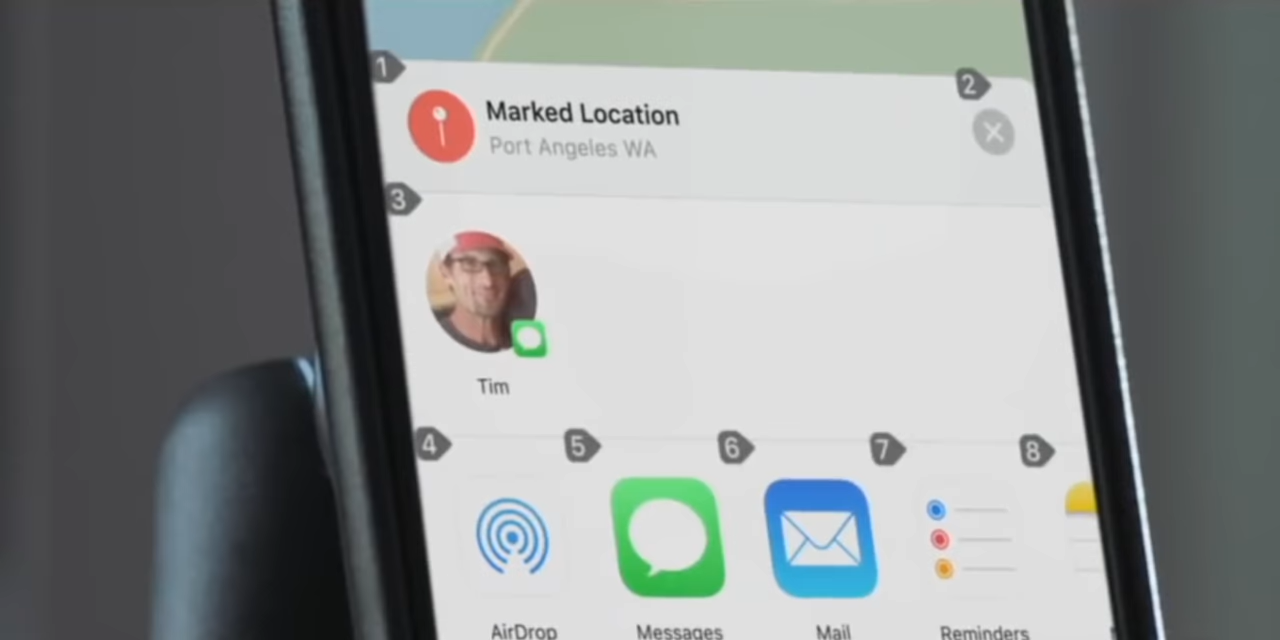 1
2
Marked Location
Port Angeles WA
3
Tim
4 5 6 7 8
AirDrop Messages Mail Reminders